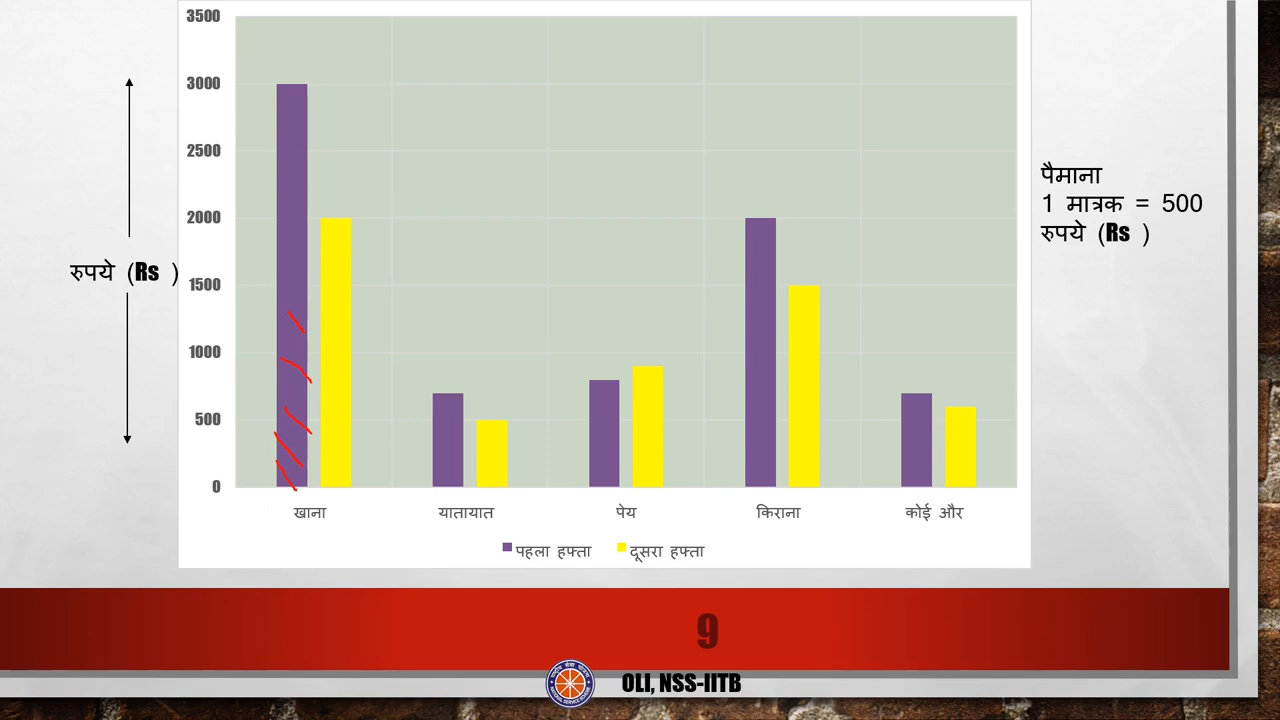 3500
3000
2500
2000
1500
1000
500
0
रुपये (Rs )
खाना यातायात पेय किराना कोई और
पहला हफ्ता दूसरा हफ्ता
पैमाना
1 मात्रक = 500
रुपये (Rs )
9
OLI, NSS-IITB